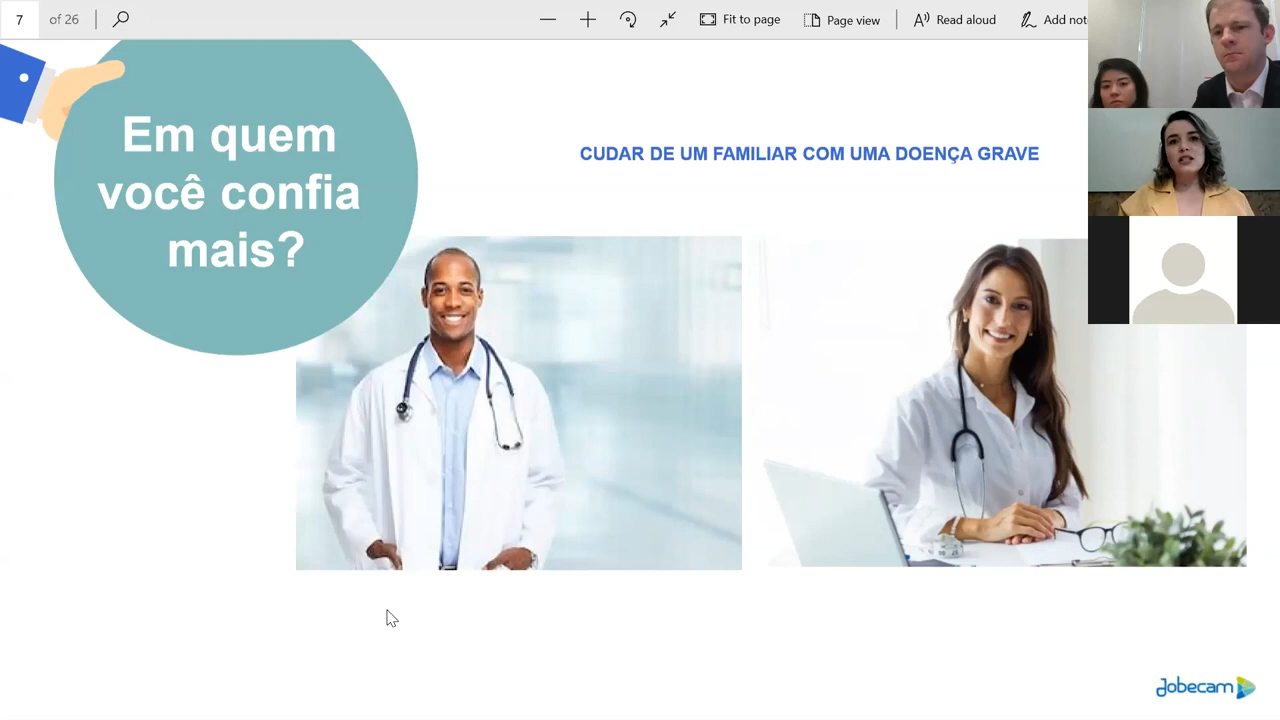 7 of 26
Fit to page
Page view
Read aloud
Add not
Em quem
você confia
mais?
CUDAR DE UM FAMILIAR COM UMA DOENÇA GRAVE
Jobecam